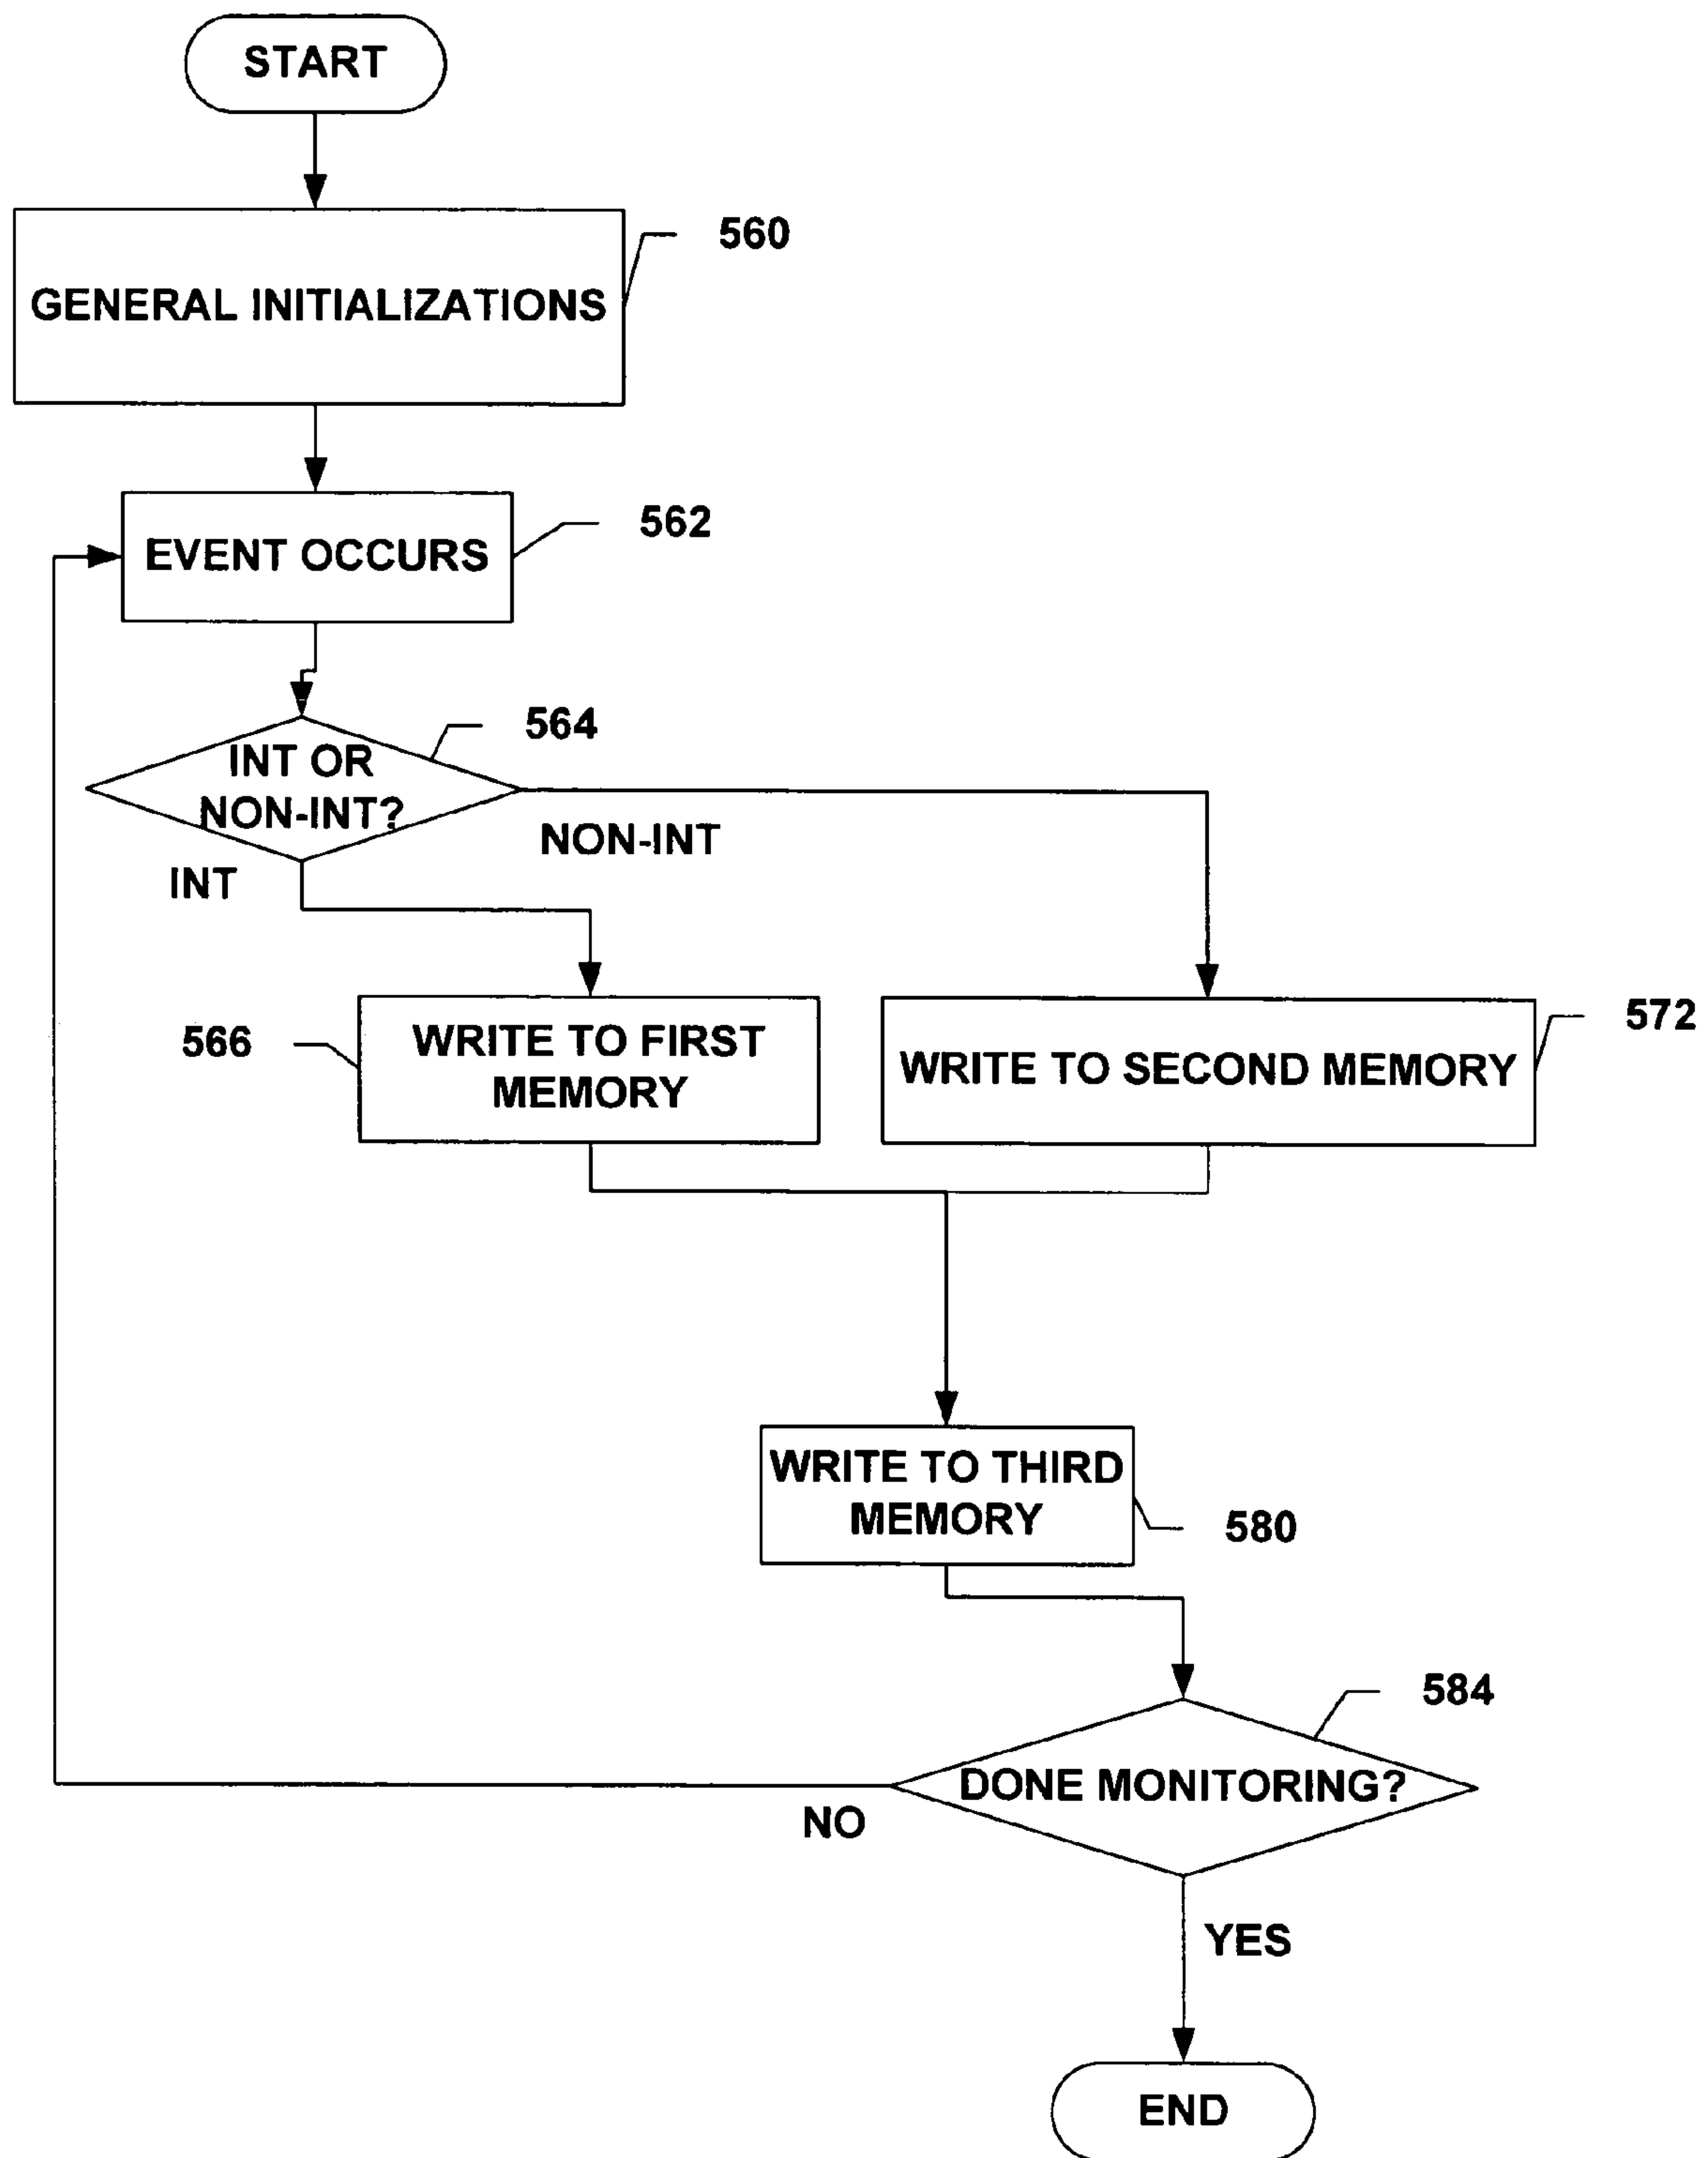 START
560
GENERAL INITIALIZATIONS
562
EVENT OCCURS
564
INT OR
NON-INT?
NON-INT
INT
566
WRITE TO FIRST
MEMORY
572
WRITE TO SECOND MEMORY
WRITE TO THIRD
MEMORY
580
584
DONE MONITORING?
NO
YES
END